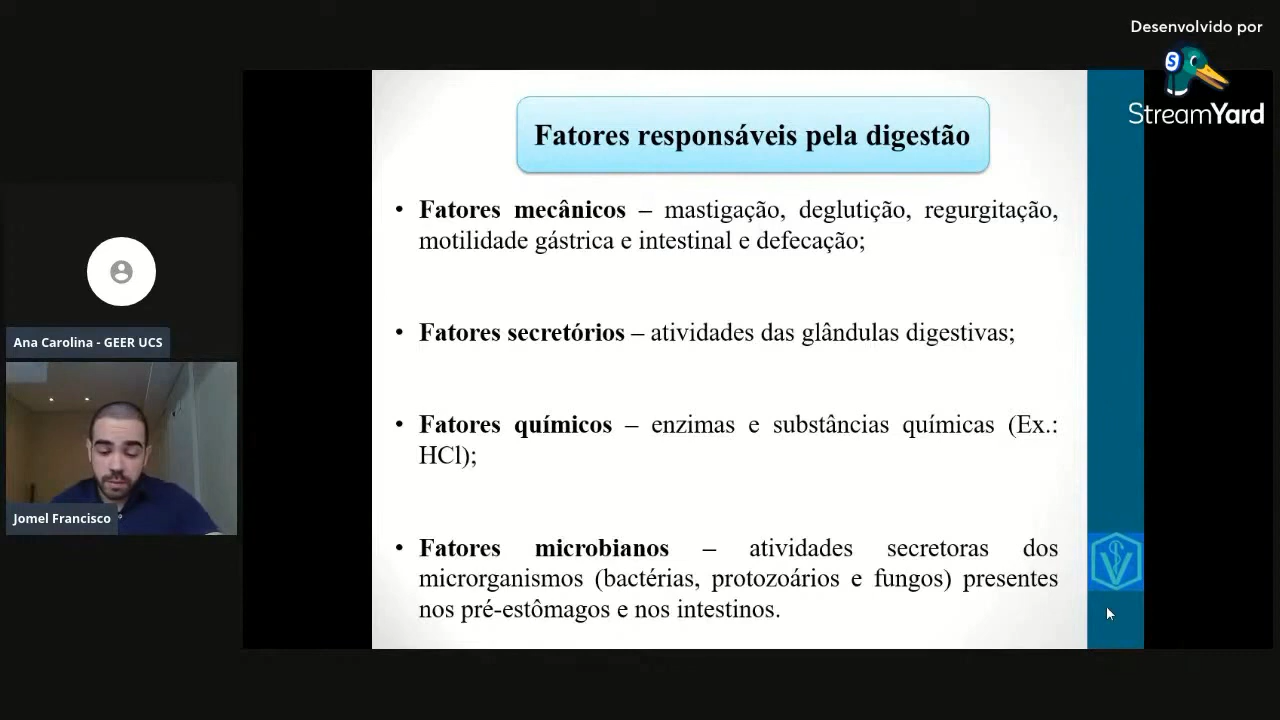 Desenvolvido por
StreamYard
Fatores responsáveis pela digestão
• Fatores mecânicos – mastigação, deglutição, regurgitação,
motilidade gástrica e intestinal e defecação;
• Fatores secretórios – atividades das glândulas digestivas;
• Fatores químicos – enzimas e substâncias químicas (Ex.:
HCl);
• Fatores microbianos – atividades secretoras dos
microrganismos (bactérias, protozoários e fungos) presentes
nos pré-estômagos e nos intestinos.
Ana Carolina - GEER UCS
Jomel Francisco